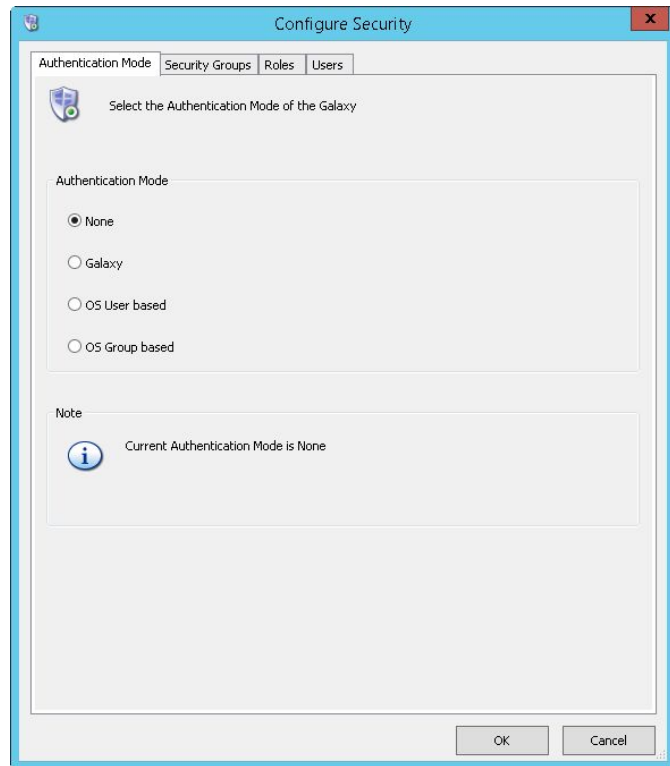 Configure Security
x
Authentication Mode Security Groups Roles Users
Select the Authentication Mode of the Galaxy
Authentication Mode
None
Galaxy
OS User based
OS Group based
Note
Current Authentication Mode is None
OK Cancel